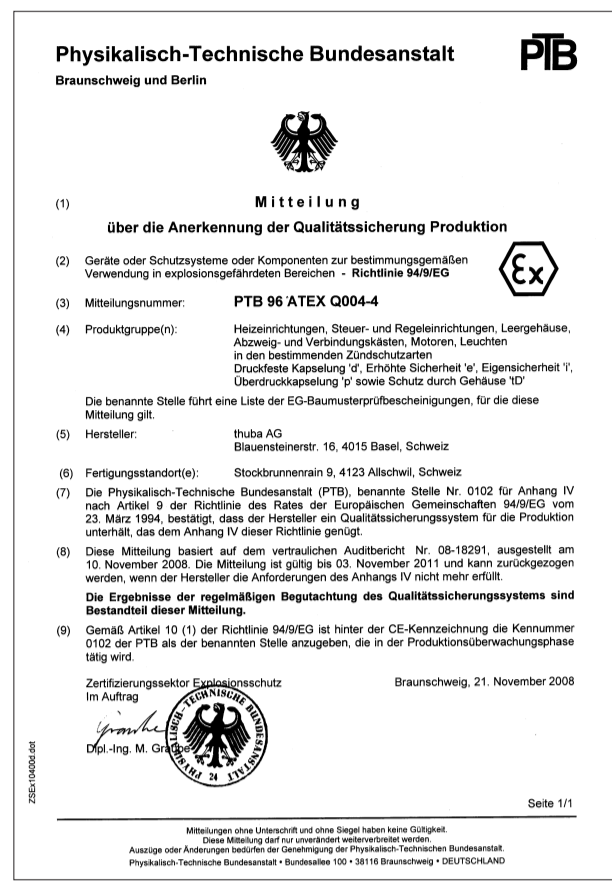 Physikalisch-Technische Bundesanstalt
PTB
Braunschweig und Berlin
(1) Mitteilung
über die Anerkennung der Qualitätssicherung Produktion
(2) Geräte oder Schutzsysteme oder Komponenten zur bestimmungsgemäßen
Verwendung in explosionsgefährdeten Bereichen - Richtlinie 94/9/EG
Ex
(3) Mitteilungsnummer: PTB 96 ATEX Q004-4
(4) Produktgruppe(n): Heizeinrichtungen, Steuer- und Regeleinrichtungen, Leergehäuse,
Abzweig- und Verbindungskästen, Motoren, Leuchten
in den bestimmenden Zündschutzarten
Druckfeste Kapselung 'd', Erhöhte Sicherheit 'e', Eigensicherheit 'i',
Überdruckkapselung 'p' sowie Schutz durch Gehäuse 'tD'
Die benannte Stelle führt eine Liste der EG-Baumusterprüfbescheinigungen, für die diese
Mitteilung gilt.
(5) Hersteller: thuba AG
Blauensteinerstr. 16, 4015 Basel, Schweiz
(6) Fertigungsstandort(e): Stockbrunnenrain 9, 4123 Allschwil, Schweiz
(7) Die Physikalisch-Technische Bundesanstalt (PTB), benannte Stelle Nr. 0102 für Anhang IV
nach Artikel 9 der Richtlinie des Rates der Europäischen Gemeinschaften 94/9/EG vom
23. März 1994, bestätigt, dass der Hersteller ein Qualitätssicherungssystem für die Produktion
unterhält, das dem Anhang IV dieser Richtlinie genügt.
(8) Diese Mitteilung basiert auf dem vertraulichen Auditbericht Nr. 08-18291, ausgestellt am
10. November 2008. Die Mitteilung ist gültig bis 03. November 2011 und kann zurückgezogen
werden, wenn der Hersteller die Anforderungen des Anhangs IV nicht mehr erfüllt.
Die Ergebnisse der regelmäßigen Begutachtung des Qualitätssicherungssystems sind
Bestandteil dieser Mitteilung.
(9) Gemäß Artikel 10 (1) der Richtlinie 94/9/EG ist hinter der CE-Kennzeichnung die Kennummer
0102 der PTB als der benannten Stelle anzugeben, die in der Produktionsüberwachungsphase
tätig wird.
Zertifizierungssektor Explosionsschutz Braunschweig, 21. November 2008
Im Auftrag
Dipl.-Ing. M. Graube
PHYSIKALISCH-TECHNISCHE BUNDESANSTALT
24
ZSEx10400d.dot
Seite 1/1
Mitteilungen ohne Unterschrift und ohne Siegel haben keine Gültigkeit.
Diese Mitteilung darf nur unverändert weiterverbreitet werden.
Auszüge oder Änderungen bedürfen der Genehmigung der Physikalisch-Technischen Bundesanstalt.
Physikalisch-Technische Bundesanstalt • Bundesallee 100 • 38116 Braunschweig • DEUTSCHLAND